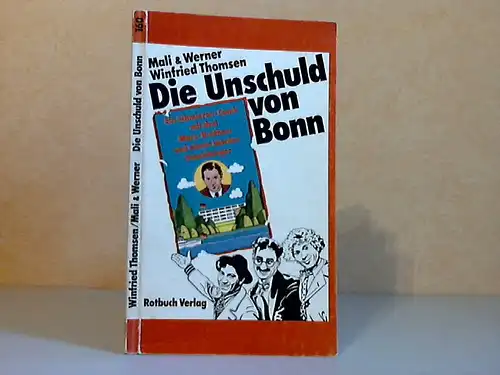 Mali & Werner
Winfried Thomsen
Die Unschuld
von
Bonn
Rotbuch Verlag
Winfried Thomsen/Mali & Werner Die Unschuld von Bonn